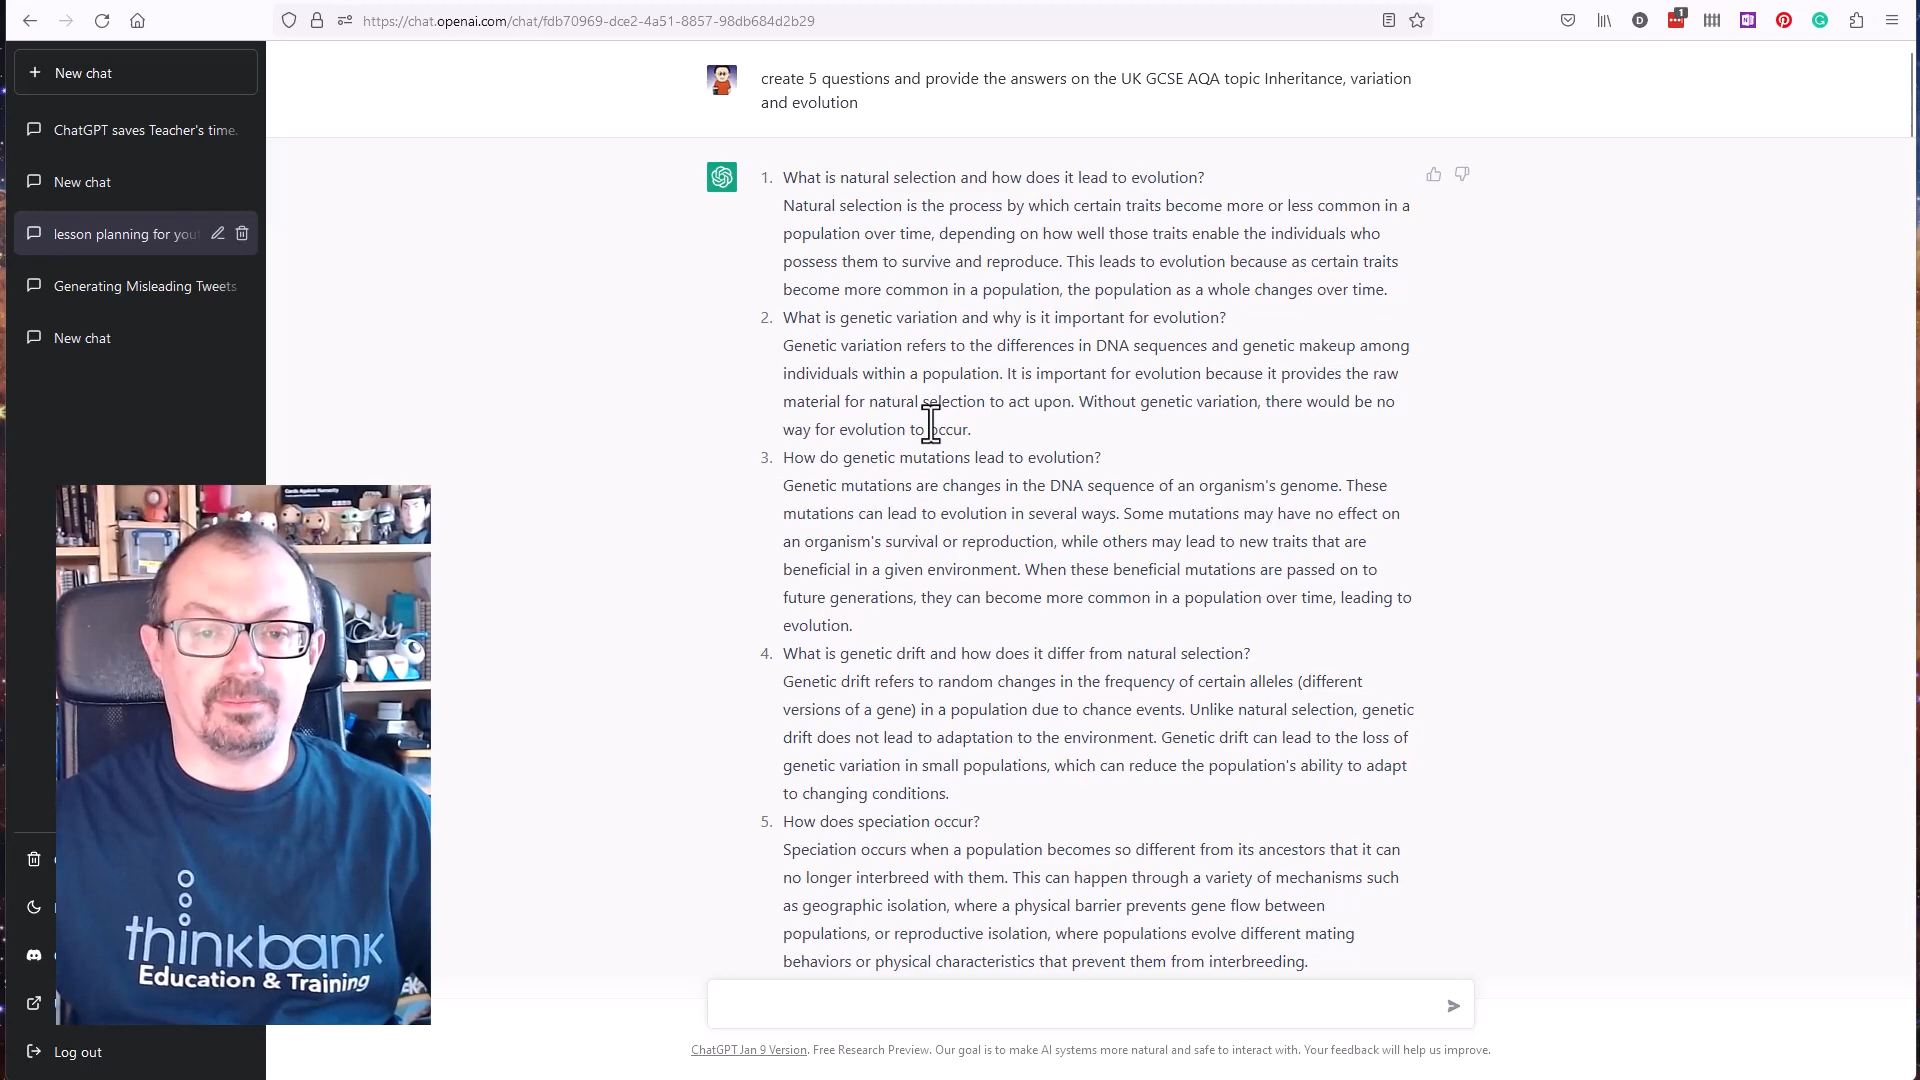 https://chat.openai.com/chat/fdb70969-dce2-4a51-8857-98db684d2b29
1
New chat
ChatGPT saves Teacher's time.
New chat
lesson planning for you
Generating Misleading Tweets
New chat
Log out
create 5 questions and provide the answers on the UK GCSE AQA topic Inheritance, variation
and evolution
1. What is natural selection and how does it lead to evolution?
Natural selection is the process by which certain traits become more or less common in a
population over time, depending on how well those traits enable the individuals who
possess them to survive and reproduce. This leads to evolution because as certain traits
become more common in a population, the population as a whole changes over time.
2. What is genetic variation and why is it important for evolution?
Genetic variation refers to the differences in DNA sequences and genetic makeup among
individuals within a population. It is important for evolution because it provides the raw
material for natural selection to act upon. Without genetic variation, there would be no
way for evolution to occur.
3. How do genetic mutations lead to evolution?
Genetic mutations are changes in the DNA sequence of an organism's genome. These
mutations can lead to evolution in several ways. Some mutations may have no effect on
an organism's survival or reproduction, while others may lead to new traits that are
beneficial in a given environment. When these beneficial mutations are passed on to
future generations, they can become more common in a population over time, leading to
evolution.
4. What is genetic drift and how does it differ from natural selection?
Genetic drift refers to random changes in the frequency of certain alleles (different
versions of a gene) in a population due to chance events. Unlike natural selection, genetic
drift does not lead to adaptation to the environment. Genetic drift can lead to the loss of
genetic variation in small populations, which can reduce the population's ability to adapt
to changing conditions.
5. How does speciation occur?
Speciation occurs when a population becomes so different from its ancestors that it can
no longer interbreed with them. This can happen through a variety of mechanisms such
as geographic isolation, where a physical barrier prevents gene flow between
populations, or reproductive isolation, where populations evolve different mating
behaviors or physical characteristics that prevent them from interbreeding.
ChatGPT Jan 9 Version. Free Research Preview. Our goal is to make AI systems more natural and safe to interact with. Your feedback will help us improve.
Cards Against Humanity
thinkbank
Education & Training